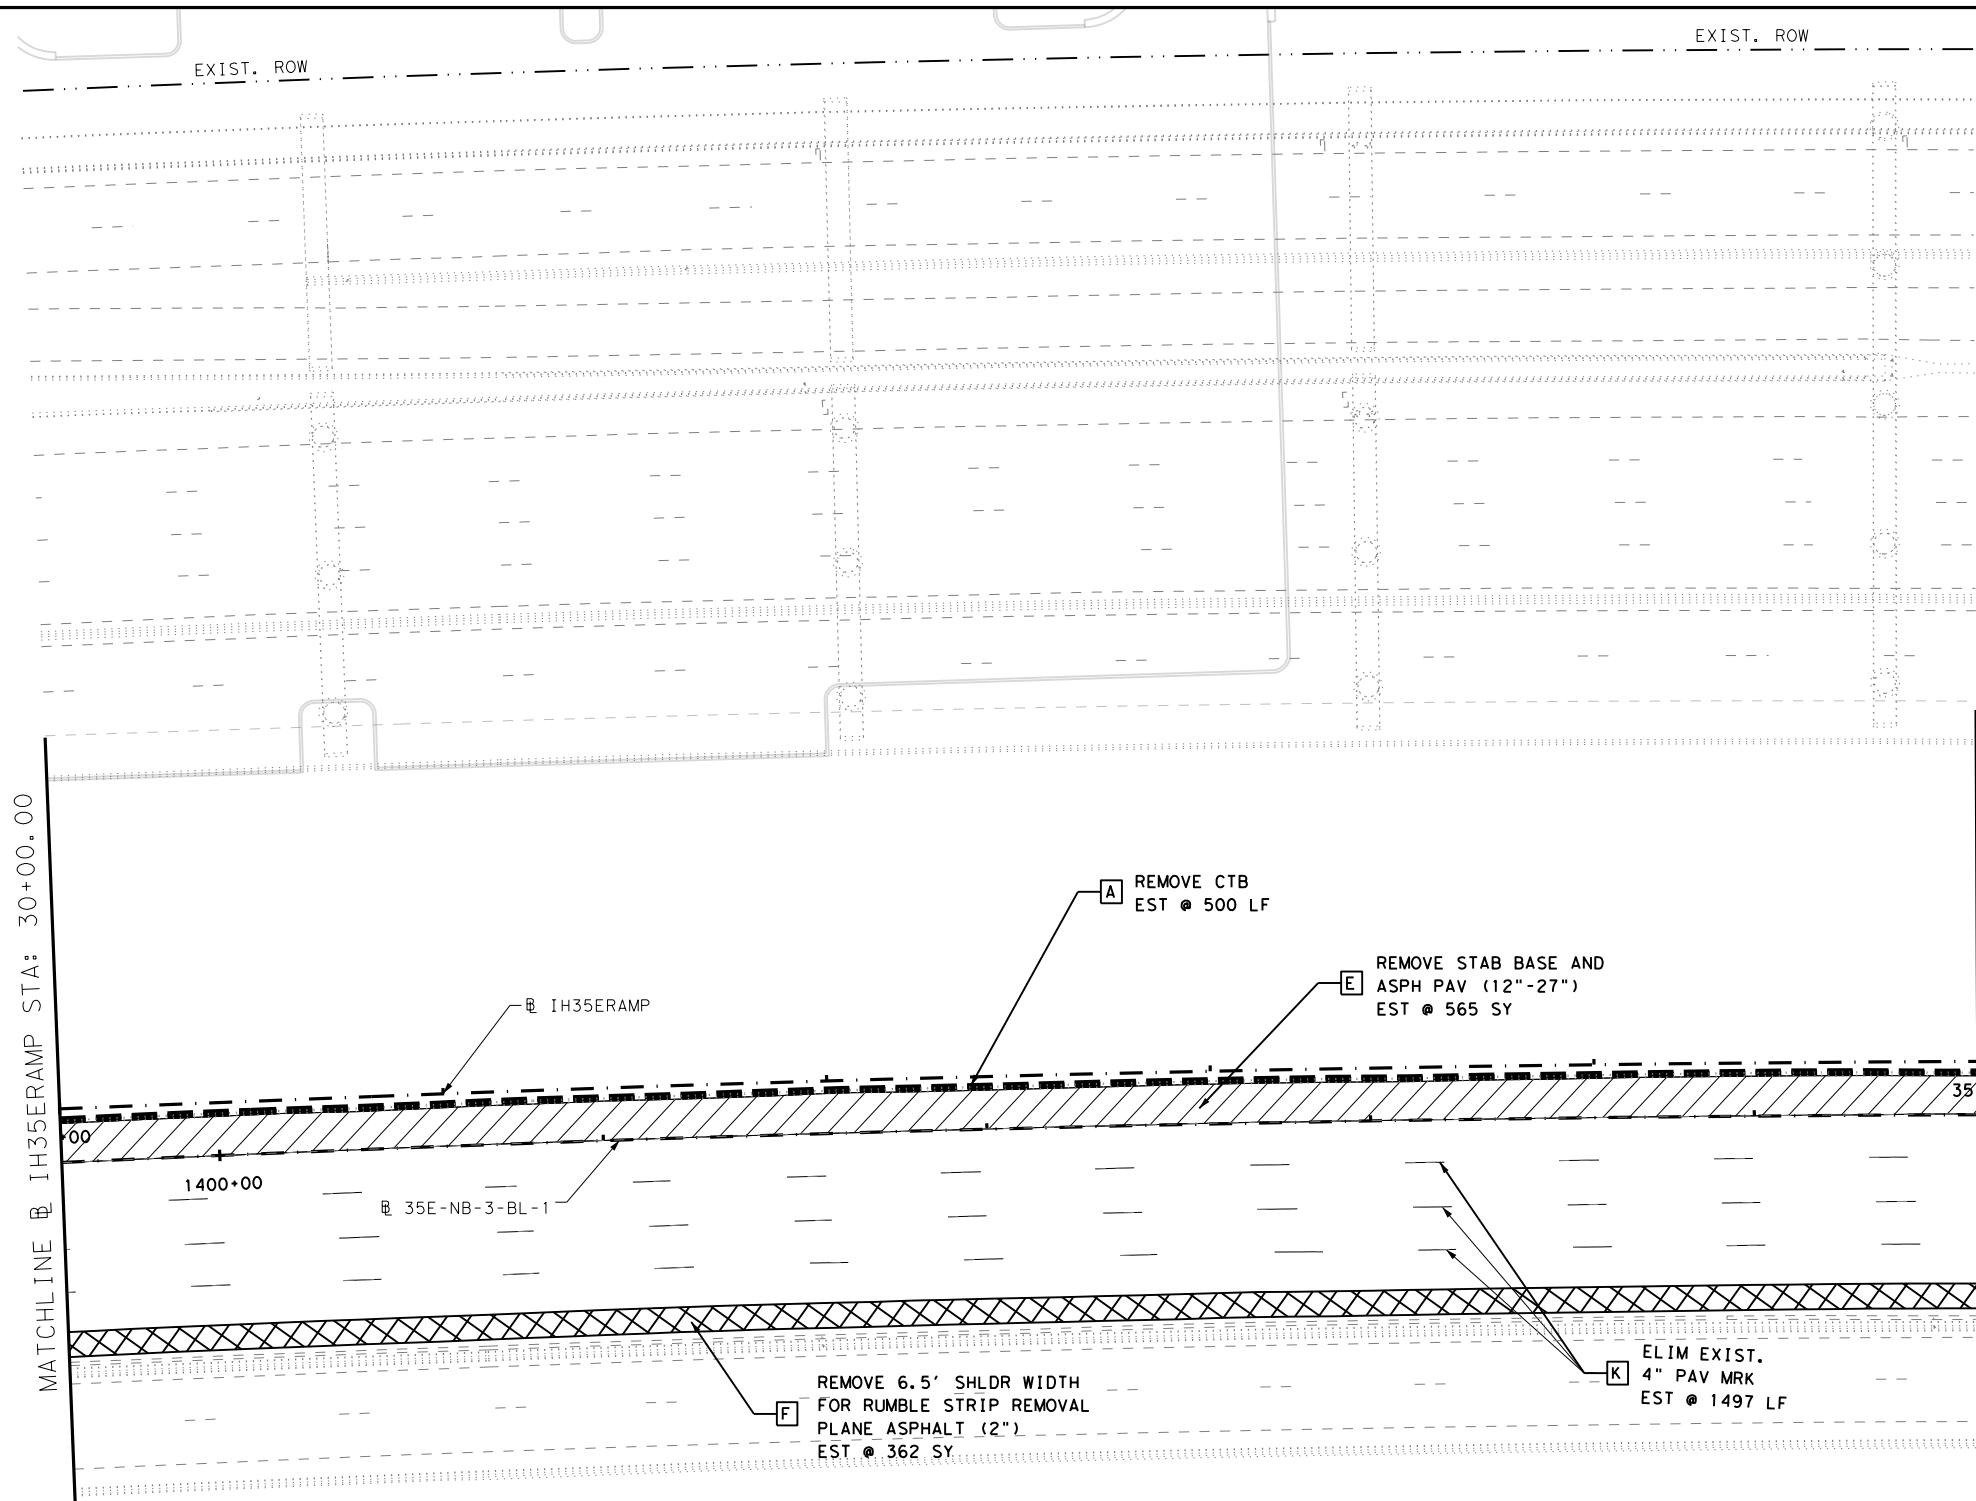 EXIST. ROW
EXIST. ROW
MATCHLINE ℄ IH35ERAMP STA: 30+00.00
A
REMOVE CTB
EST @ 500 LF
E
REMOVE STAB BASE AND
ASPH PAV (12"-27")
EST @ 565 SY
IH35ERAMP
35
+00
1400+00
35E-NB-3-BL-1
K
ELIM EXIST.
4" PAV MRK
EST @ 1497 LF
F
REMOVE 6.5' SHLDR WIDTH
FOR RUMBLE STRIP REMOVAL
PLANE ASPHALT (2")
EST @ 362 SY